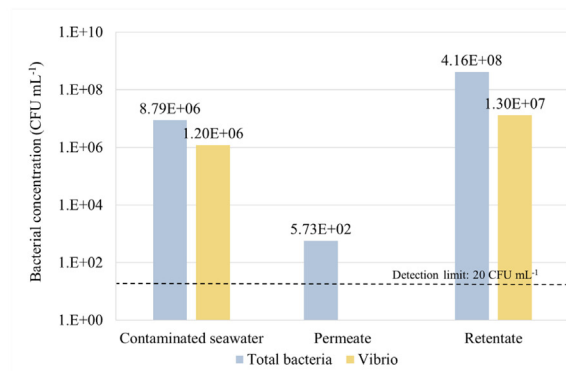 Bacterial concentration (CFU mL⁻¹)
1.E+10
1.E+08
1.E+06
1.E+04
1.E+02
1.E+00
8.79E+06
1.20E+06
5.73E+02
4.16E+08
1.30E+07
Detection limit: 20 CFU mL⁻¹
Contaminated seawater Permeate Retentate
Total bacteria Vibrio